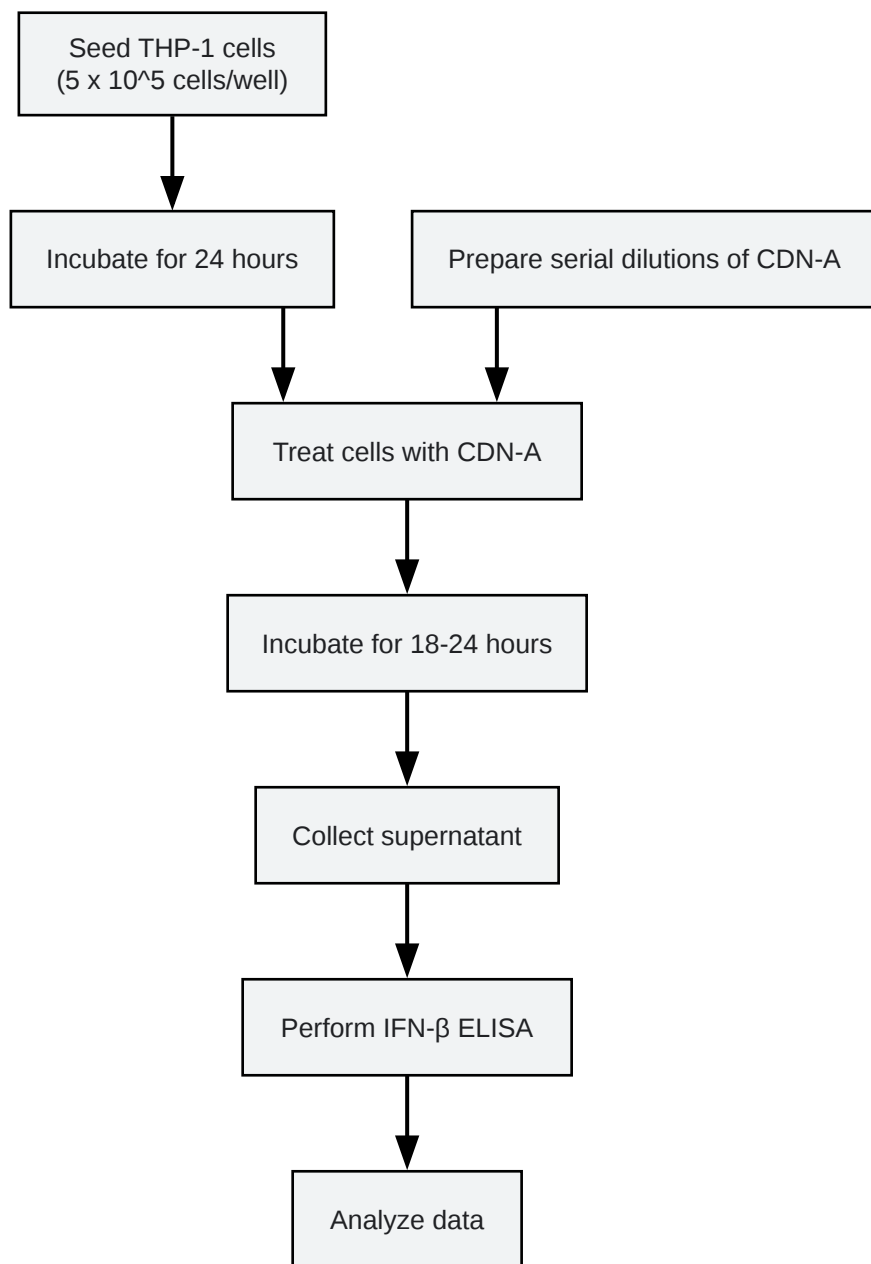 Seed THP-1 cells
(5 x 10^5 cells/well)
Incubate for 24 hours
Prepare serial dilutions of CDN-A
Treat cells with CDN-A
Incubate for 18-24 hours
Collect supernatant
Perform IFN-β ELISA
Analyze data